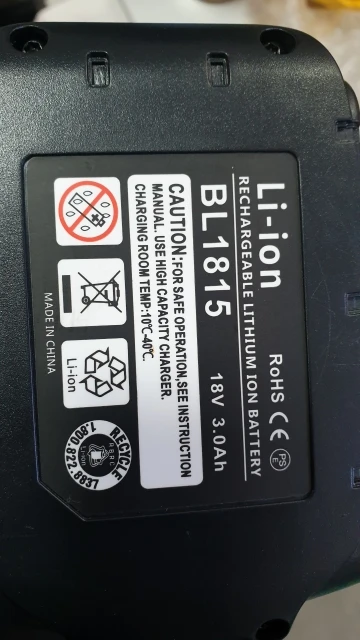 Li-ion RoHS CE PS E
RECHARGEABLE LITHIUM ION BATTERY
BL1815 18V 3.0Ah
CAUTION:FOR SAFE OPERATION,SEE INSTRUCTION
MANUAL. USE HIGH CAPACITY CHARGER.
CHARGING ROOM TEMP:10℃-40℃.
Li-ion
RECYCLE
RBRC
1.800.822.8837
MADE IN CHINA